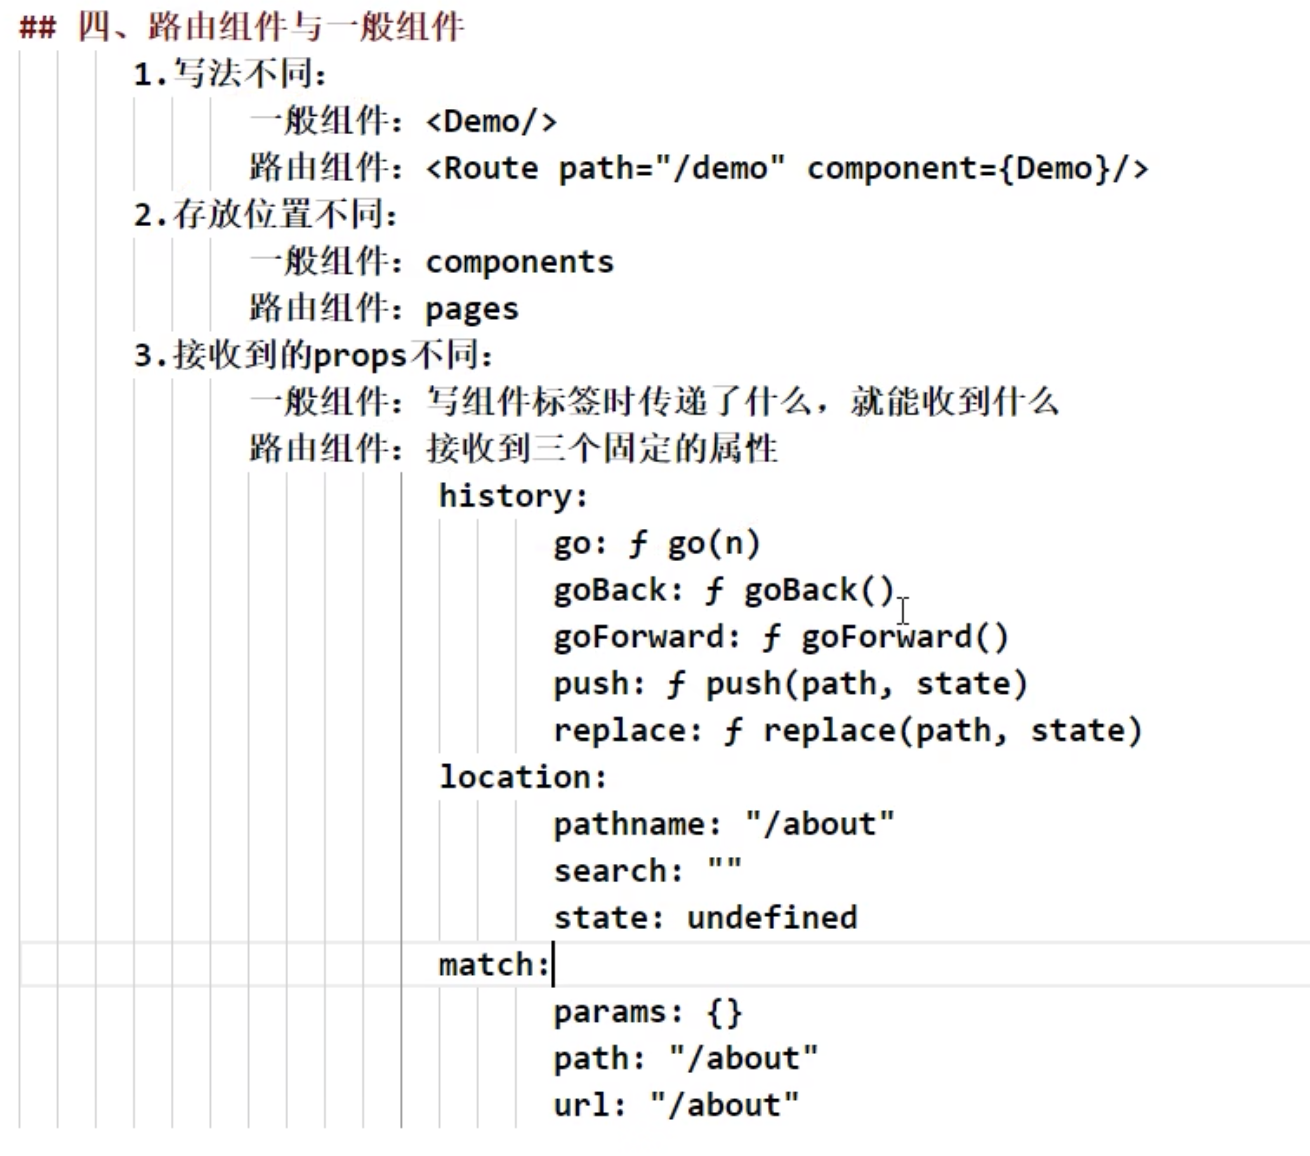 ## 四、路由组件与一般组件
1.写法不同：
一般组件：<Demo/>
路由组件：<Route path="/demo" component={Demo}/>
2.存放位置不同：
一般组件：components
路由组件：pages
3.接收到的props不同：
一般组件：写组件标签时传递了什么，就能收到什么
路由组件：接收到三个固定的属性
history:
go: ƒ go(n)
goBack: ƒ goBack()
goForward: ƒ goForward()
push: ƒ push(path, state)
replace: ƒ replace(path, state)
location:
pathname: "/about"
search: ""
state: undefined
match:
params: {}
path: "/about"
url: "/about"